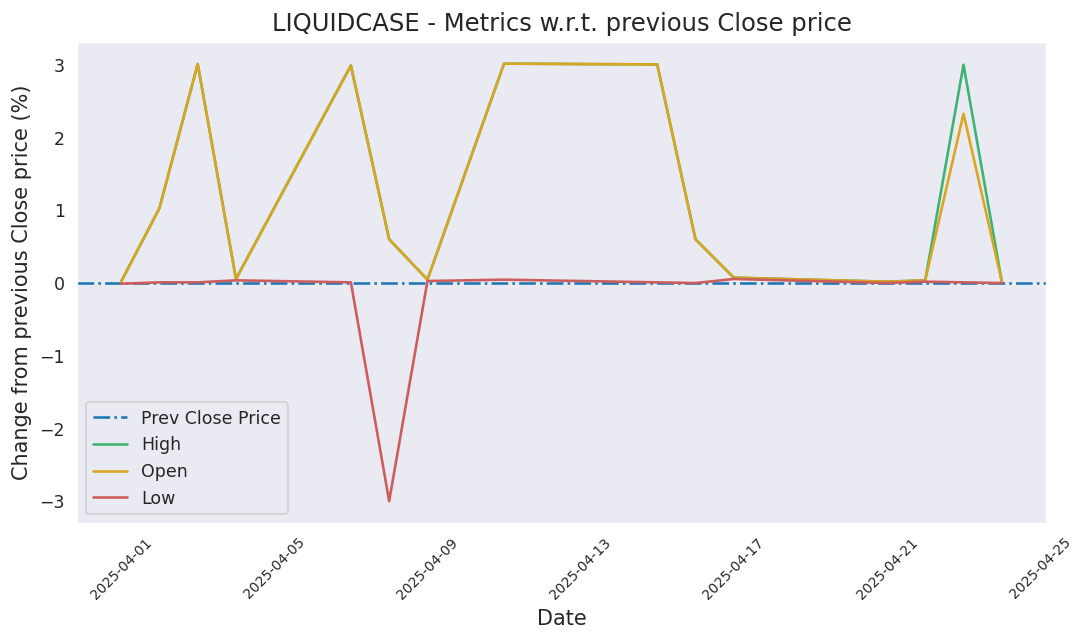 LIQUIDCASE - Metrics w.r.t. previous Close price
Change from previous Close price (%)
3
2
1
0
−1
−2
−3
Prev Close Price
High
Open
Low
2025-04-01
2025-04-05
2025-04-09
2025-04-13
2025-04-17
2025-04-21
2025-04-25
Date